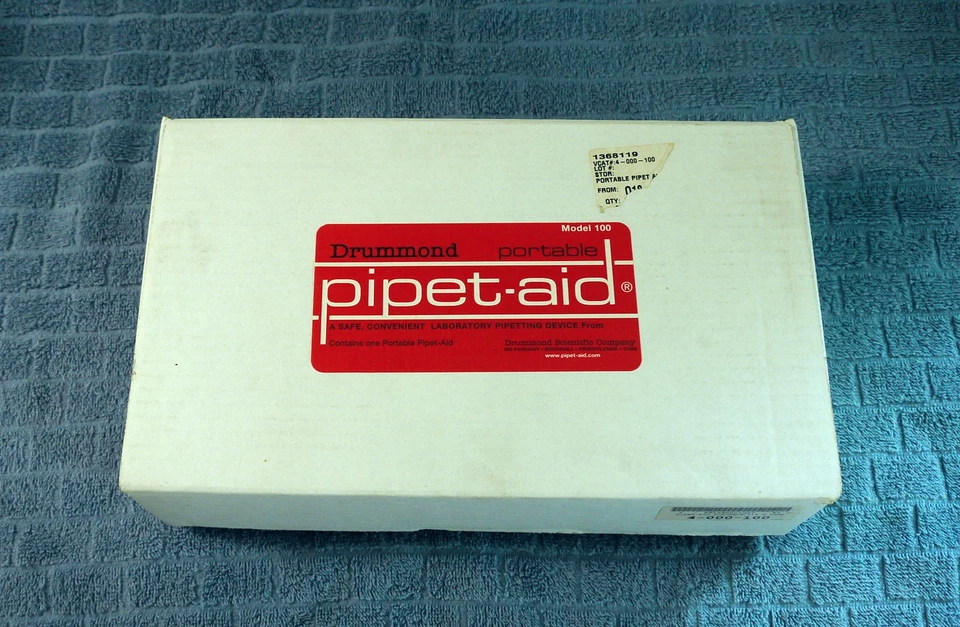 1368119
VCAT#:4-000-100
LOT #:
STOR:
PORTABLE PIPET A
FROM:
QTY:
Model 100
Drummond portable
pipet-aid®
A SAFE, CONVENIENT LABORATORY PIPETTING DEVICE From
Contains one Portable Pipet-Aid
Drummond Scientific Company
www.pipet-aid.com
4-000-100